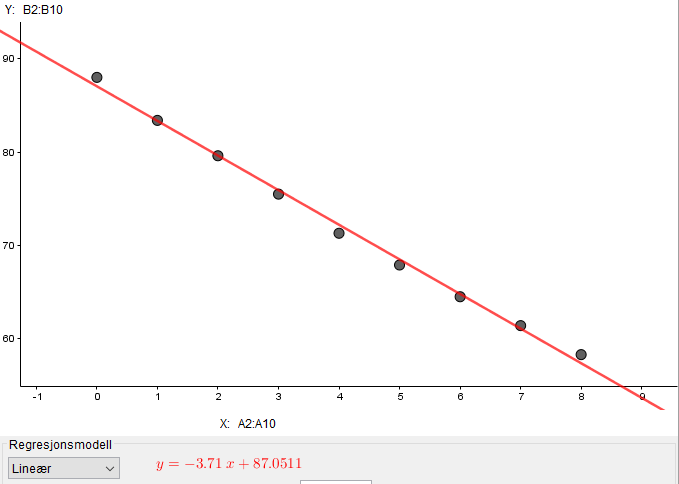 Y: B2:B10
90
80
70
60
-1 0 1 2 3 4 5 6 7 8 9
X: A2:A10
Regresjonsmodell
Lineær
y = −3.71 x + 87.0511